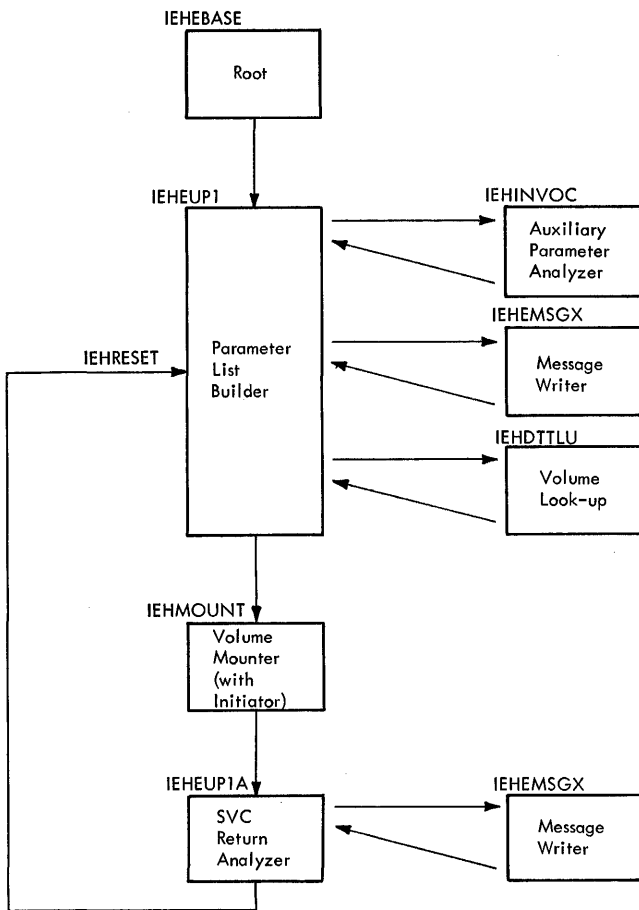 IEHEBASE
Root
IEHEUP1
Parameter
List
Builder
IEHINVOC
Auxiliary
Parameter
Analyzer
IEHEMSGX
Message
Writer
IEHDTTLU
Volume
Look-up
IEHRESET
IEHMOUNT
Volume
Mounter
(with
Initiator)
IEHEUP1A
SVC
Return
Analyzer
IEHEMSGX
Message
Writer